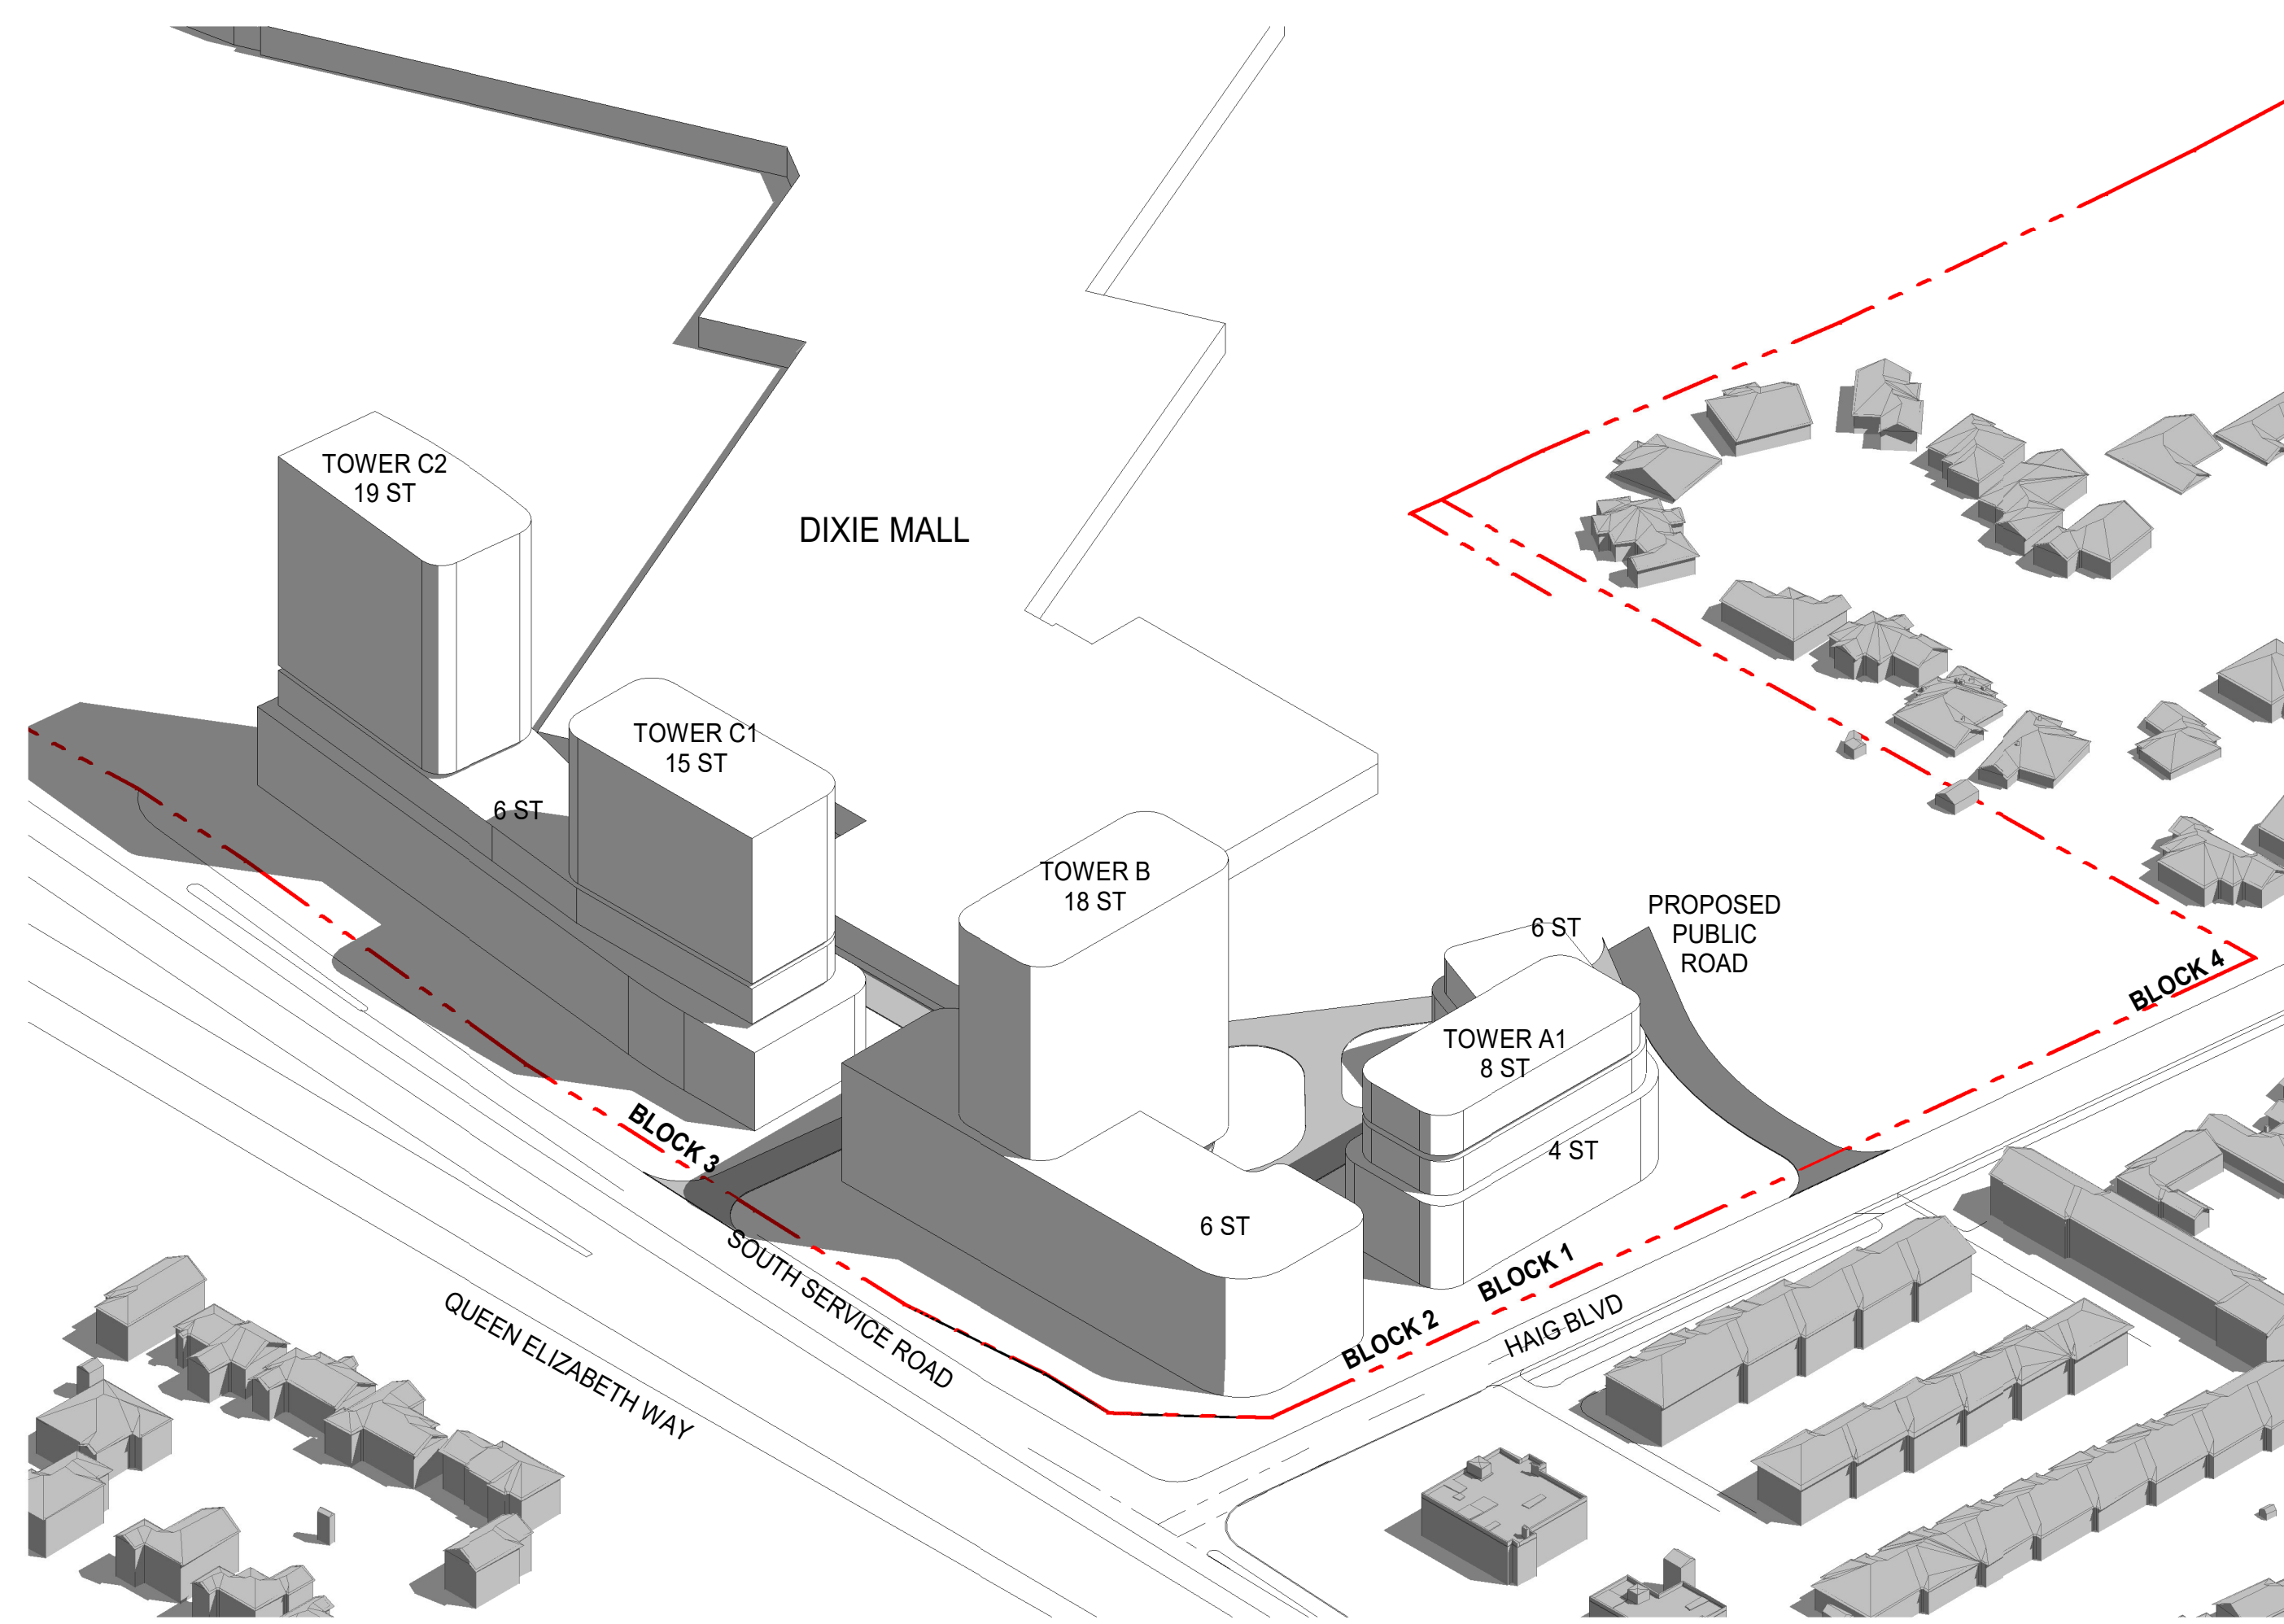 TOWER C2
19 ST
DIXIE MALL
TOWER C1
15 ST
6 ST
TOWER B
18 ST
PROPOSED
PUBLIC
ROAD
6 ST
BLOCK 4
TOWER A1
8 ST
4 ST
BLOCK 3
6 ST
SOUTH SERVICE ROAD
QUEEN ELIZABETH WAY
BLOCK 2
BLOCK 1
HAIG BLVD